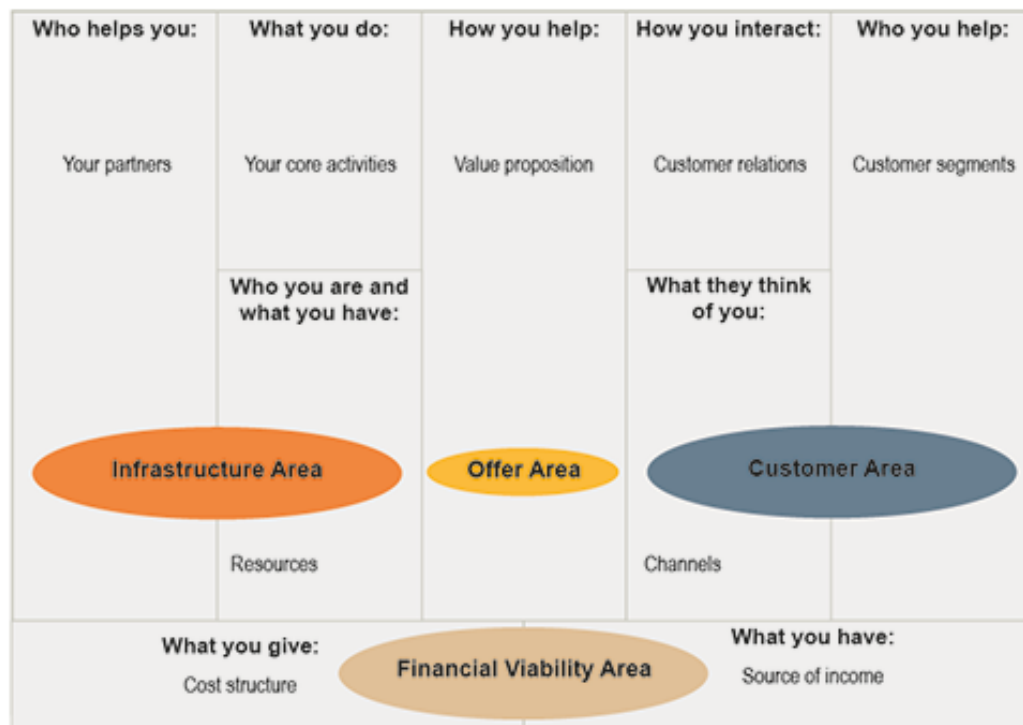 Who helps you:
What you do:
How you help:
How you interact:
Who you help:
Your partners
Your core activities
Value proposition
Customer relations
Customer segments
Who you are and
what you have:
What they think
of you:
Infrastructure Area
Offer Area
Customer Area
Resources
Channels
What you give:
Cost structure
Financial Viability Area
What you have:
Source of income